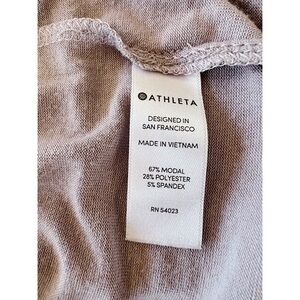 ATHLETA
DESIGNED IN
SAN FRANCISCO
MADE IN VIETNAM
67% MODAL
28% POLYESTER
5% SPANDEX
RN 54023